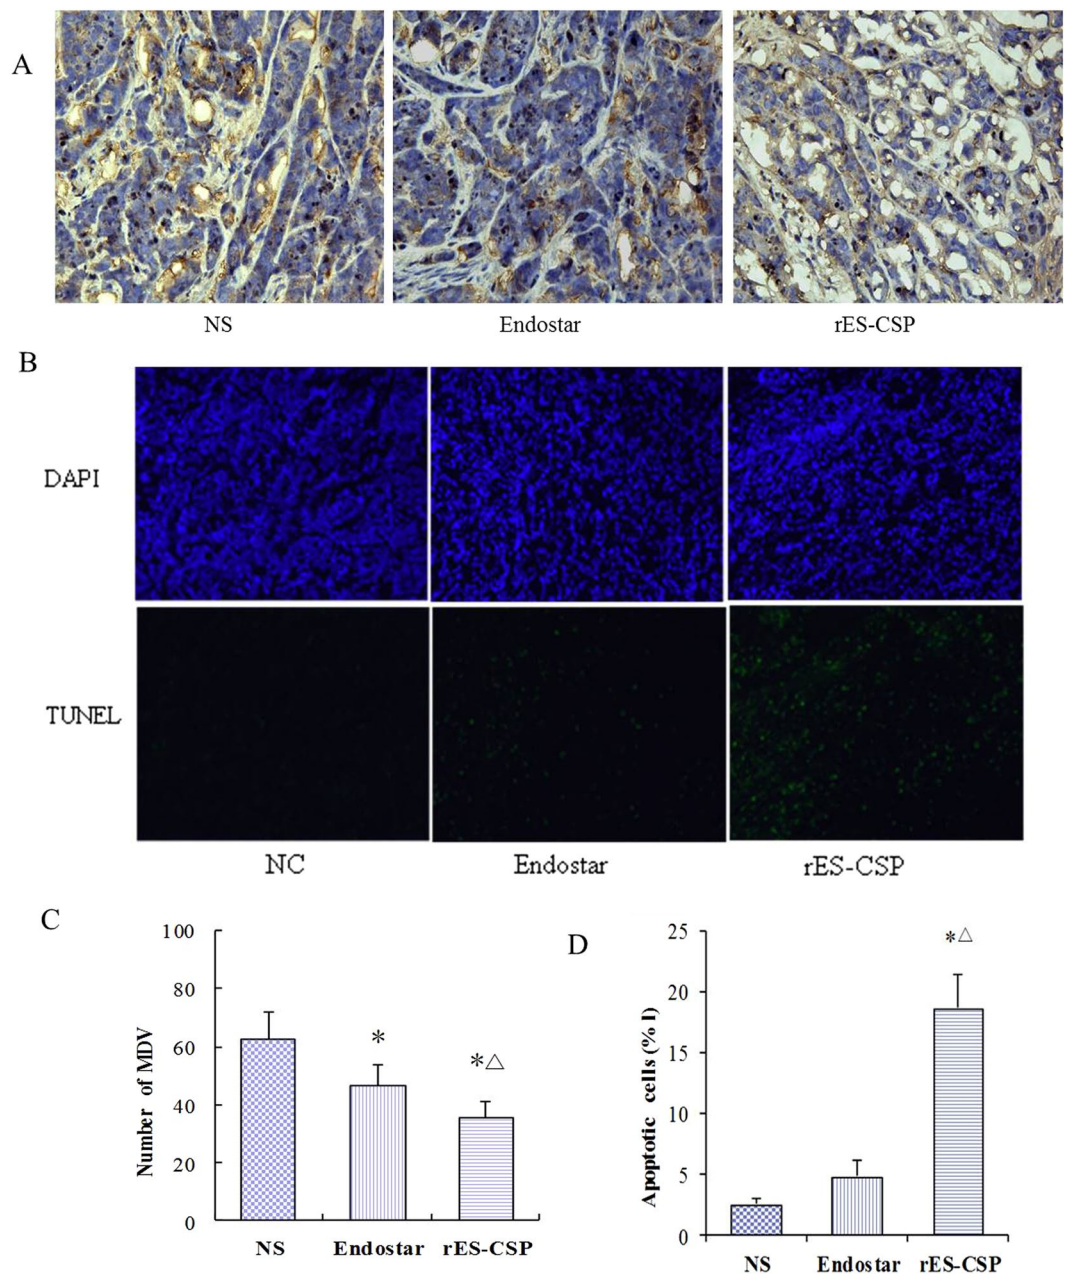 A
NS Endostar rES-CSP
B
DAPI
TUNEL
NC Endostar rES-CSP
C
100
80
60
40
20
0
Number of MDV
*
*△
NS Endostar rES-CSP
D
25
20
15
10
5
0
Apoptotic cells (% l)
*△
NS Endostar rES-CSP